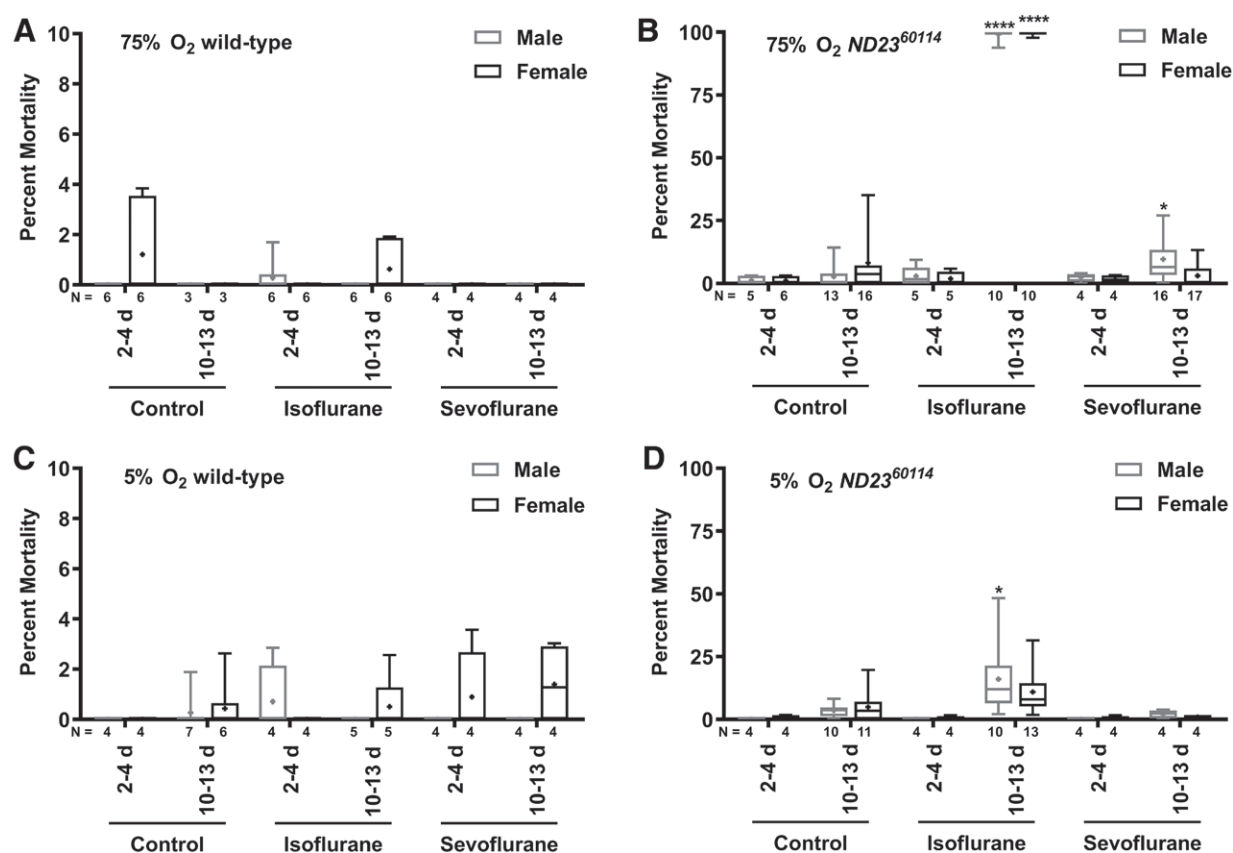 A
75% O₂ wild-type
Male
Female
Percent Mortality
10
8
6
4
2
0
N = 6 6 3 3 6 6 6 6 4 4 4 4
2-4 d
10-13 d
2-4 d
10-13 d
2-4 d
10-13 d
Control
Isoflurane
Sevoflurane
B
75% O₂ ND23⁶⁰¹¹⁴
**** ****
Male
Female
Percent Mortality
100
75
50
25
0
*
N = 5 6 13 16 5 5 10 10 4 4 16 17
2-4 d
10-13 d
2-4 d
10-13 d
2-4 d
10-13 d
Control
Isoflurane
Sevoflurane
C
5% O₂ wild-type
Male
Female
Percent Mortality
10
8
6
4
2
0
N = 4 4 7 6 4 4 5 5 4 4 4 4
2-4 d
10-13 d
2-4 d
10-13 d
2-4 d
10-13 d
Control
Isoflurane
Sevoflurane
D
5% O₂ ND23⁶⁰¹¹⁴
Male
Female
Percent Mortality
100
75
50
25
0
*
N = 4 4 10 11 4 4 10 13 4 4 4 4
2-4 d
10-13 d
2-4 d
10-13 d
2-4 d
10-13 d
Control
Isoflurane
Sevoflurane